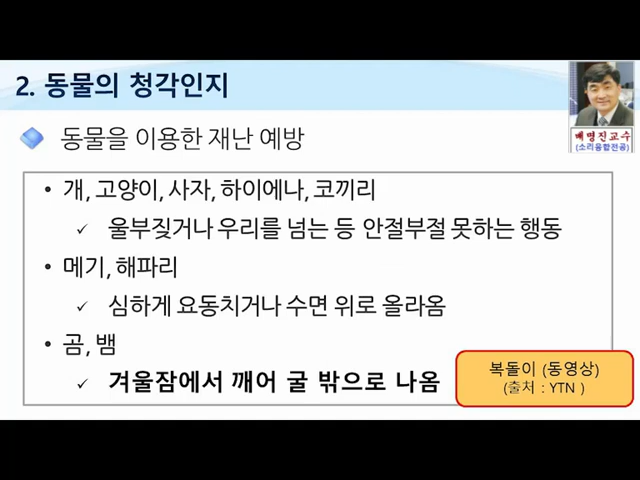 2. 동물의 청각인지
배명진교수
(소리융합전공)
동물을 이용한 재난 예방
• 개, 고양이, 사자, 하이에나, 코끼리
✓ 울부짖거나 우리를 넘는 등 안절부절 못하는 행동
• 메기, 해파리
✓ 심하게 요동치거나 수면 위로 올라옴
• 곰, 뱀
✓ 겨울잠에서 깨어 굴 밖으로 나옴
복돌이 (동영상)
(출처 : YTN )